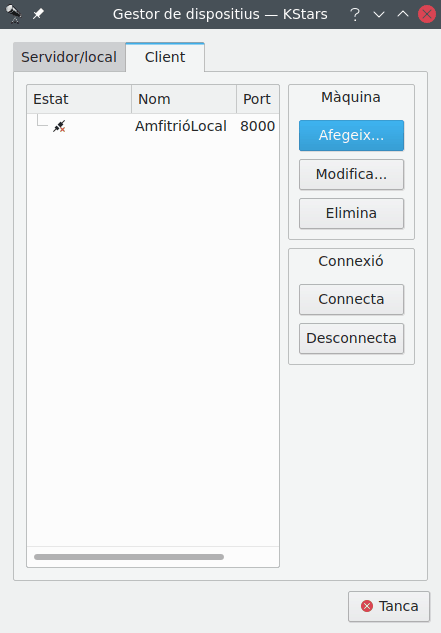 Gestor de dispositius — KStars
Servidor/local
Client
Estat
Nom
Port
AmfitrióLocal
8000
Màquina
Afegeix...
Modifica...
Elimina
Connexió
Connecta
Desconnecta
Tanca